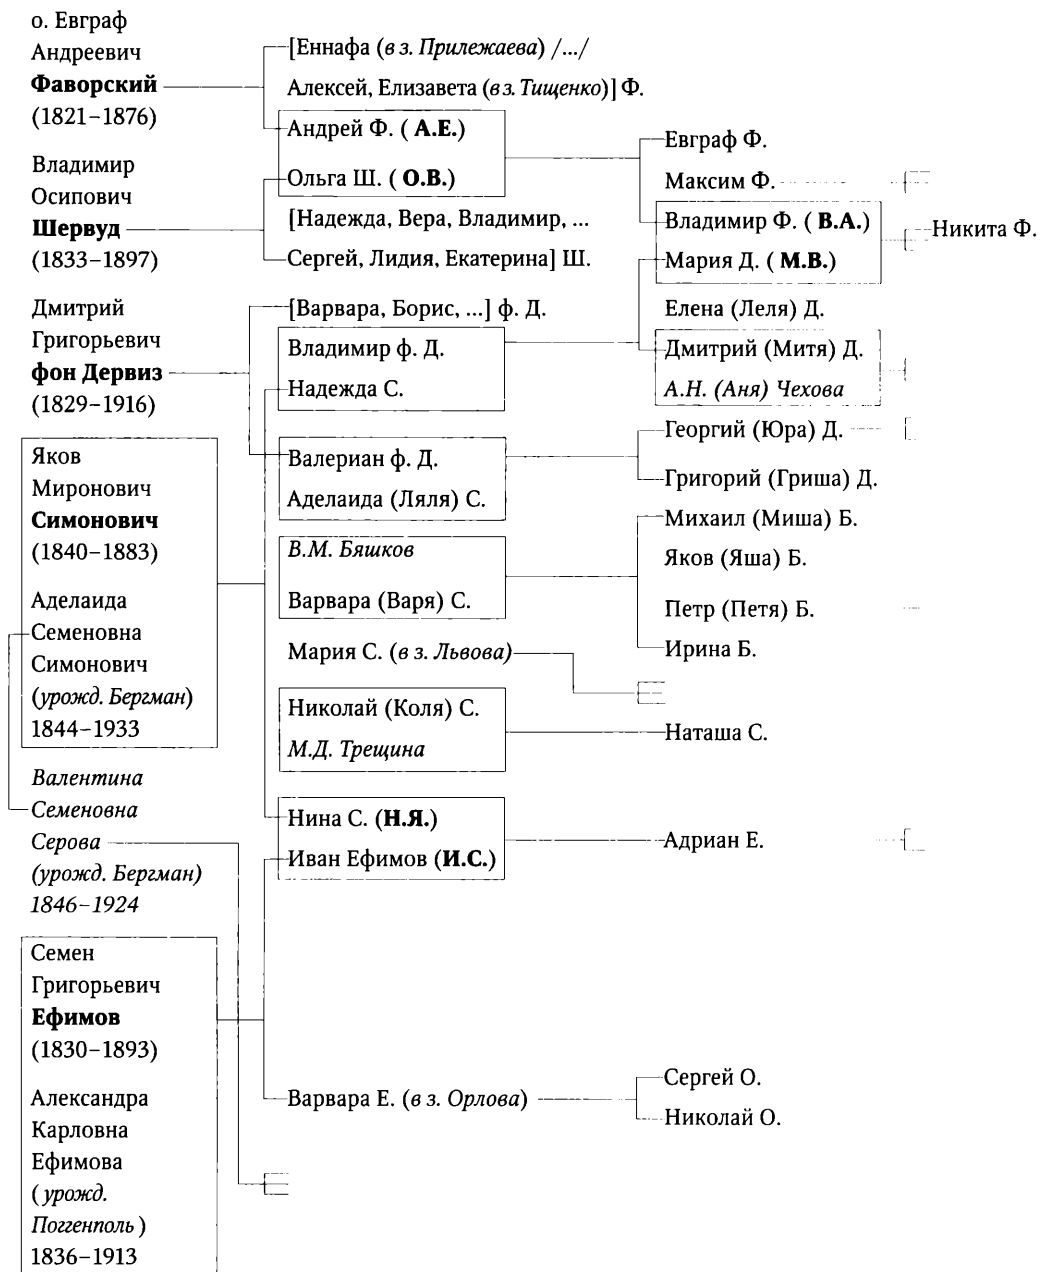 о. Евграф
Андреевич
Фаворский
(1821–1876)
Владимир
Осипович
Шервуд
(1833–1897)
Дмитрий
Григорьевич
фон Дервиз
(1829–1916)
Яков
Миронович
Симонович
(1840–1883)
Аделаида
Семеновна
Симонович
(урожд. Бергман)
1844–1933
Валентина
Семеновна
Серова
(урожд. Бергман)
1846–1924
Семен
Григорьевич
Ефимов
(1830–1893)
Александра
Карловна
Ефимова
( урожд.
Поггенполь )
1836–1913
[Еннафа (в з. Прилежаева) /.../
Алексей, Елизавета (в з. Тищенко)] Ф.
Андрей Ф. ( А.Е.)
Ольга Ш. ( О.В.)
[Надежда, Вера, Владимир, ...
Сергей, Лидия, Екатерина] Ш.
[Варвара, Борис, ...] ф. Д.
Владимир ф. Д.
Надежда С.
Валериан ф. Д.
Аделаида (Ляля) С.
В.М. Бяшков
Варвара (Варя) С.
Мария С. (в з. Львова)
Николай (Коля) С.
М.Д. Трещина
Нина С. (Н.Я.)
Иван Ефимов (И.С.)
Варвара Е. (в з. Орлова)
Евграф Ф.
Максим Ф.
Владимир Ф. ( В.А.)
Мария Д. ( М.В.)
Елена (Леля) Д.
Дмитрий (Митя) Д.
А.Н. (Аня) Чехова
Георгий (Юра) Д.
Григорий (Гриша) Д.
Михаил (Миша) Б.
Яков (Яша) Б.
Петр (Петя) Б.
Ирина Б.
Наташа С.
Адриан Е.
Сергей О.
Николай О.
Никита Ф.